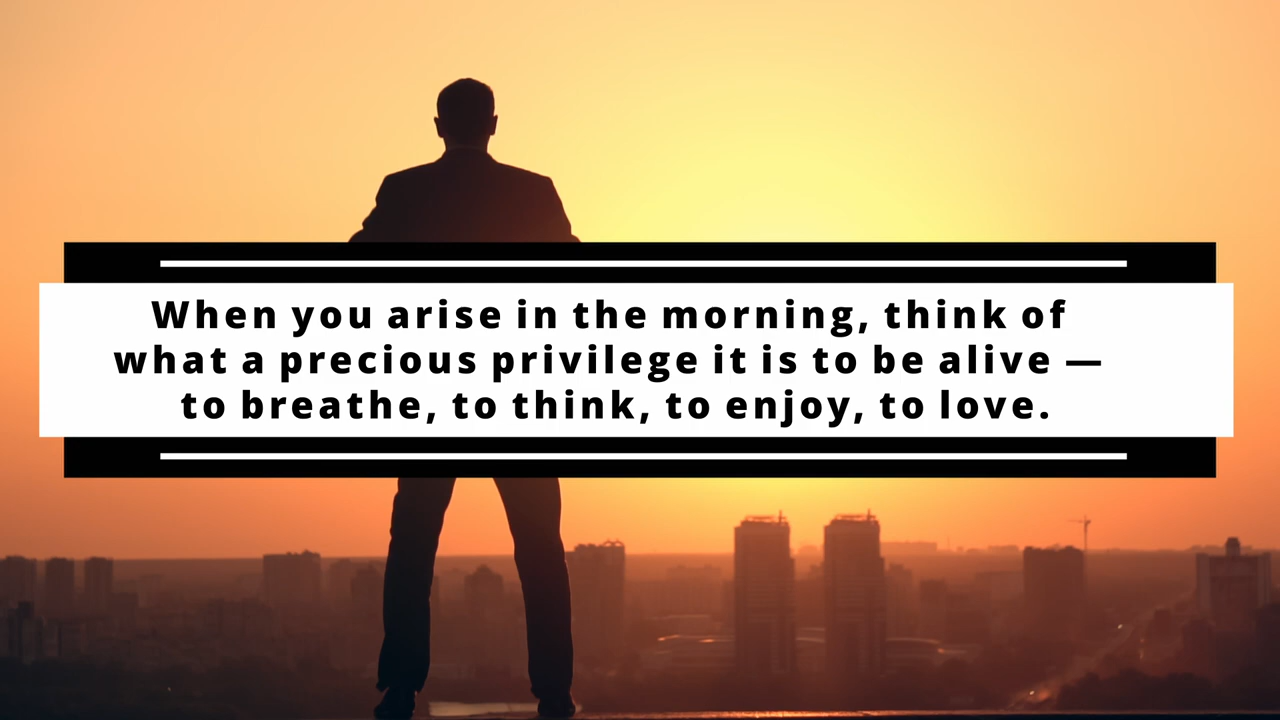 When you arise in the morning, think of
what a precious privilege it is to be alive —
to breathe, to think, to enjoy, to love.